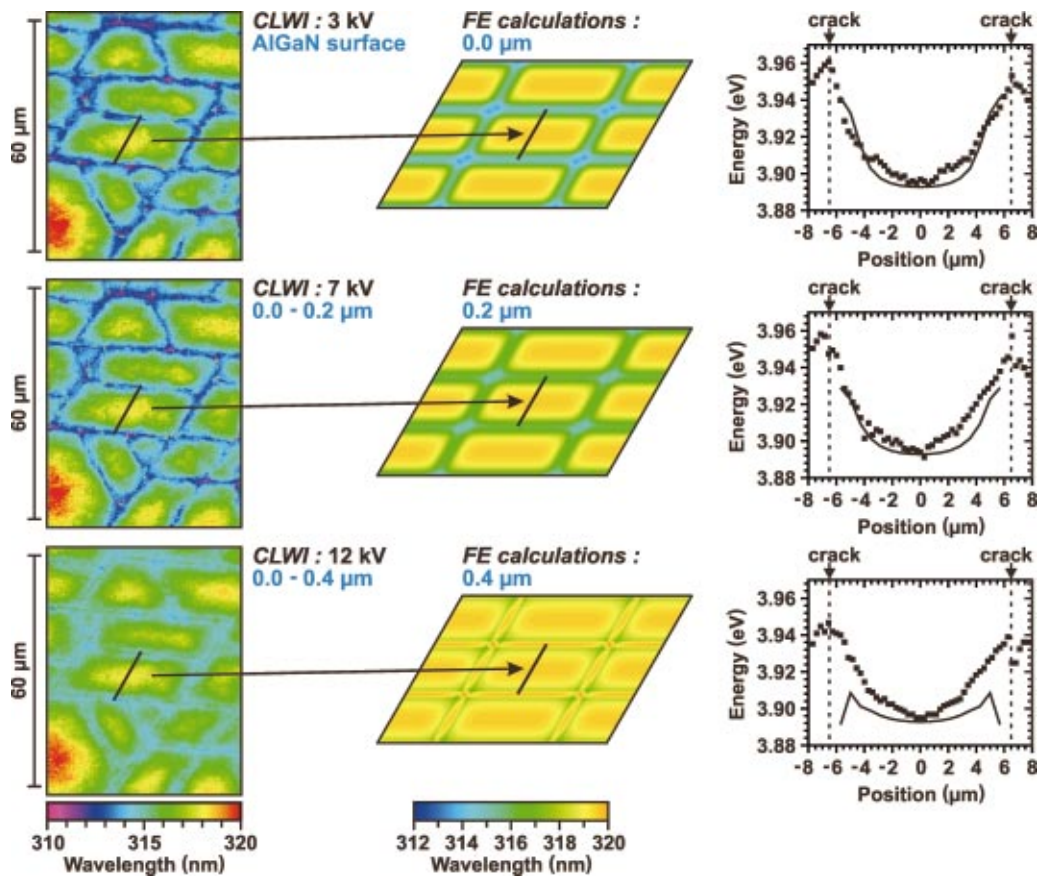 60 µm
CLWI : 3 kV
AlGaN surface
FE calculations :
0.0 µm
crack crack
Energy (eV)
3.96
3.94
3.92
3.90
3.88
-8 -6 -4 -2 0 2 4 6 8
Position (µm)
60 µm
CLWI : 7 kV
0.0 - 0.2 µm
FE calculations :
0.2 µm
crack crack
Energy (eV)
3.96
3.94
3.92
3.90
3.88
-8 -6 -4 -2 0 2 4 6 8
Position (µm)
60 µm
CLWI : 12 kV
0.0 - 0.4 µm
FE calculations :
0.4 µm
crack crack
Energy (eV)
3.96
3.94
3.92
3.90
3.88
-8 -6 -4 -2 0 2 4 6 8
Position (µm)
310 315 320
Wavelength (nm)
312 314 316 318 320
Wavelength (nm)